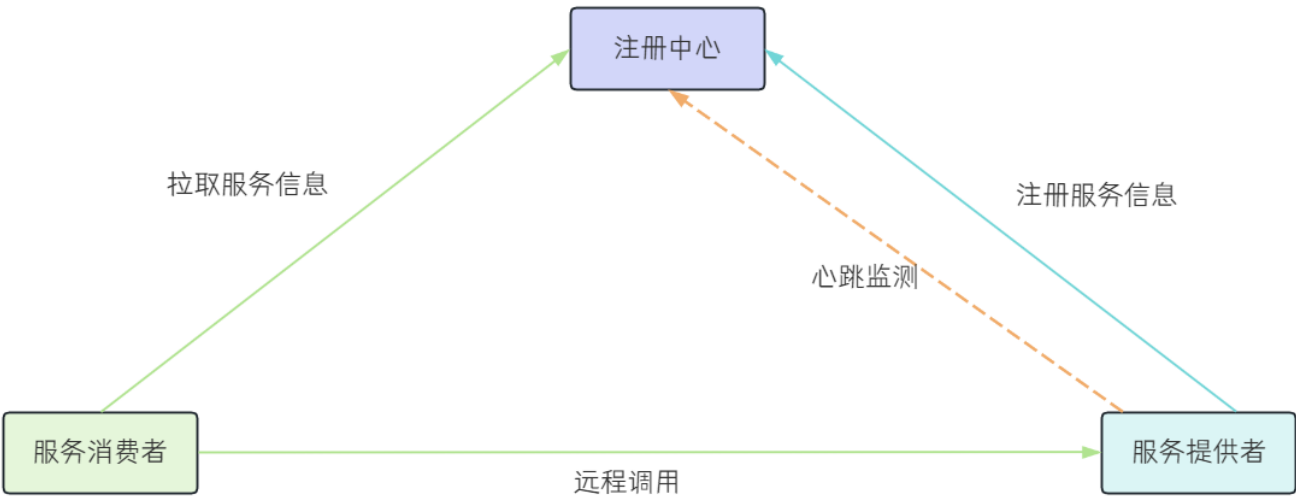 注册中心
拉取服务信息
注册服务信息
心跳监测
服务消费者
服务提供者
远程调用